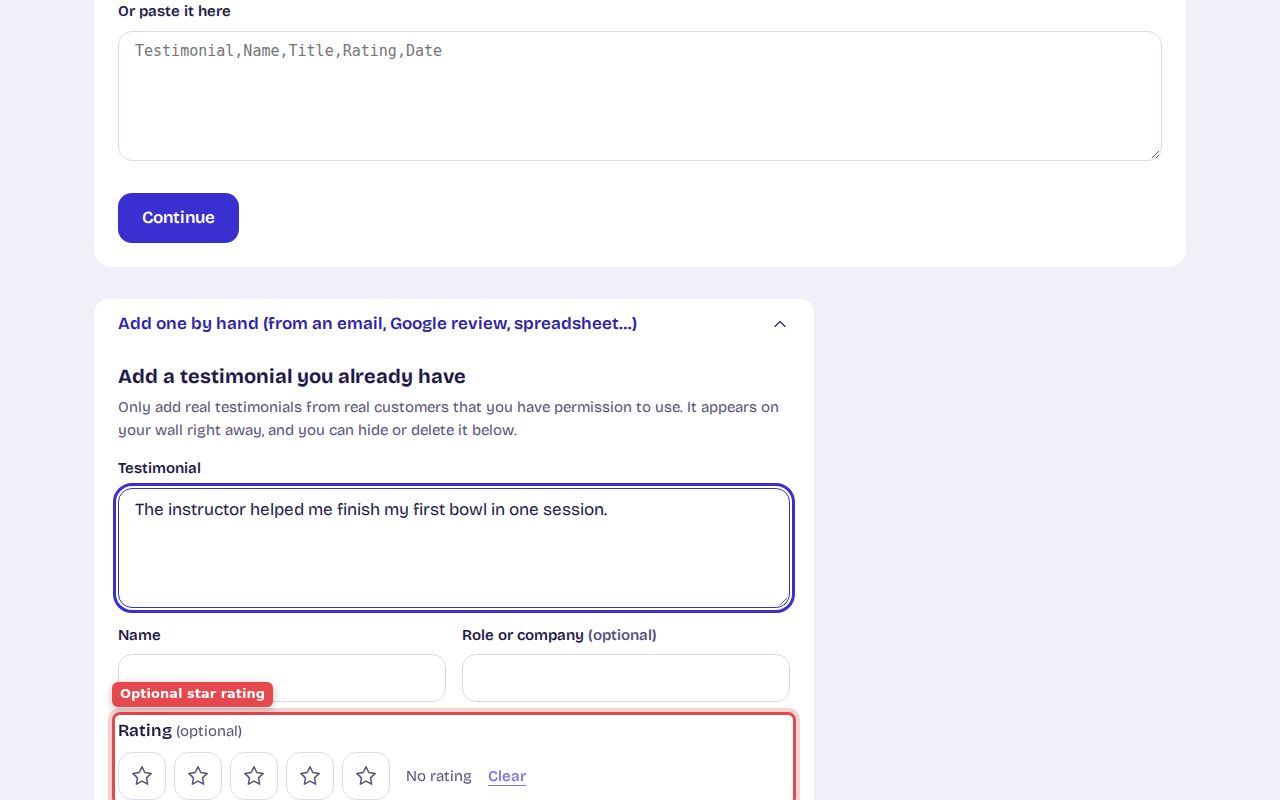 Or paste it here
Testimonial,Name,Title,Rating,Date
Continue
Add one by hand (from an email, Google review, spreadsheet...)
Add a testimonial you already have
Only add real testimonials from real customers that you have permission to use. It appears on
your wall right away, and you can hide or delete it below.
Testimonial
The instructor helped me finish my first bowl in one session.
Name
Role or company (optional)
Optional star rating
Rating (optional)
No rating
Clear